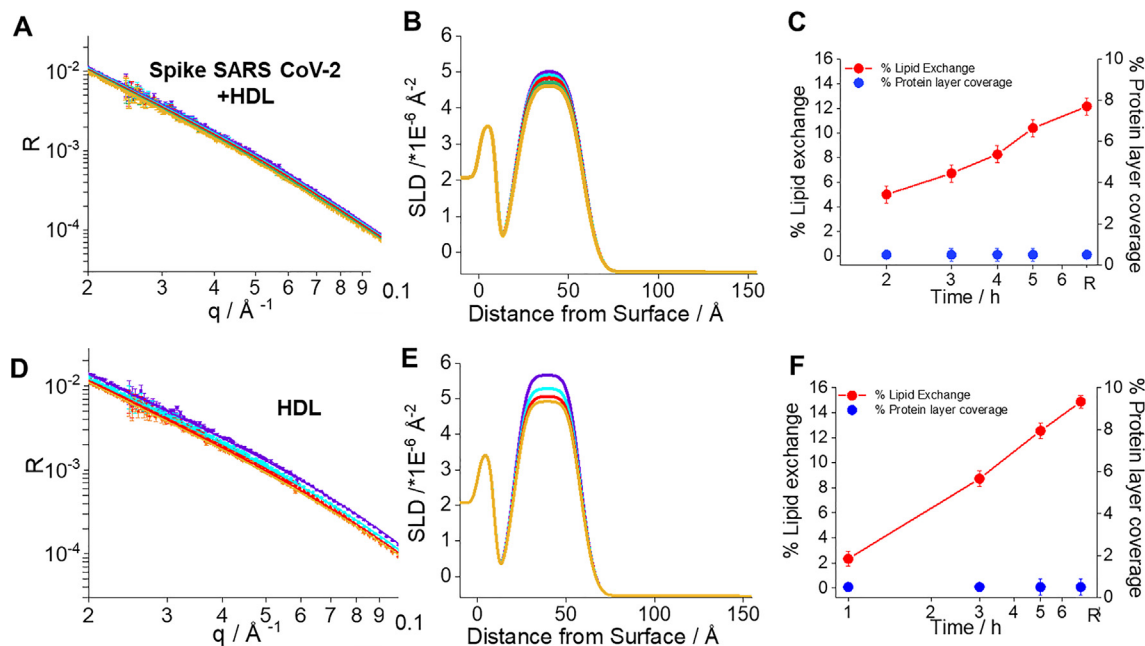 A
10⁻²
10⁻³
10⁻⁴
R
Spike SARS CoV-2
+HDL
2 3 4 5 6 7 8 9 0.1
q / Å⁻¹
B
6
5
4
3
2
1
0
SLD /*1E⁻⁶ Å⁻²
0 50 100 150
Distance from Surface / Å
C
% Lipid exchange
16
14
12
10
8
6
4
2
0
% Lipid Exchange
% Protein layer coverage
10
8
6
4
2
0
% Protein layer coverage
2 3 4 5 6 R
Time / h
D
10⁻²
10⁻³
10⁻⁴
R
HDL
2 3 4 5 6 7 8 9 0.1
q / Å⁻¹
E
6
5
4
3
2
1
0
SLD /*1E⁻⁶ Å⁻²
0 50 100 150
Distance from Surface / Å
F
% Lipid exchange
16
14
12
10
8
6
4
2
0
% Lipid Exchange
% Protein layer coverage
10
8
6
4
2
0
% Protein layer coverage
1 2 3 4 5 6 R
Time / h